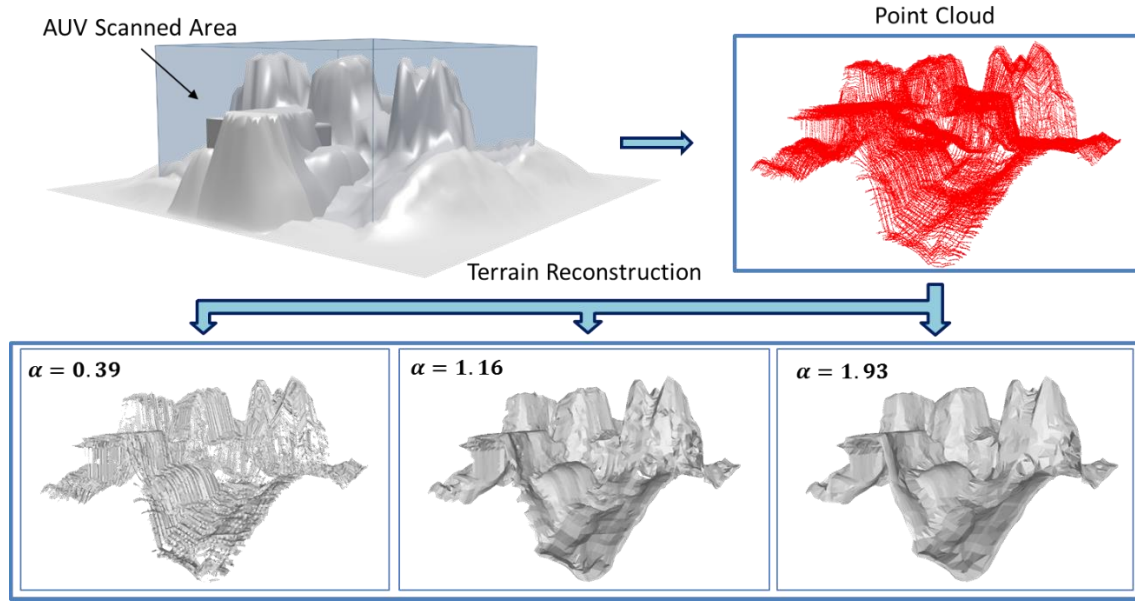 Point Cloud
AUV Scanned Area
Terrain Reconstruction
α = 0.39
α = 1.16
α = 1.93